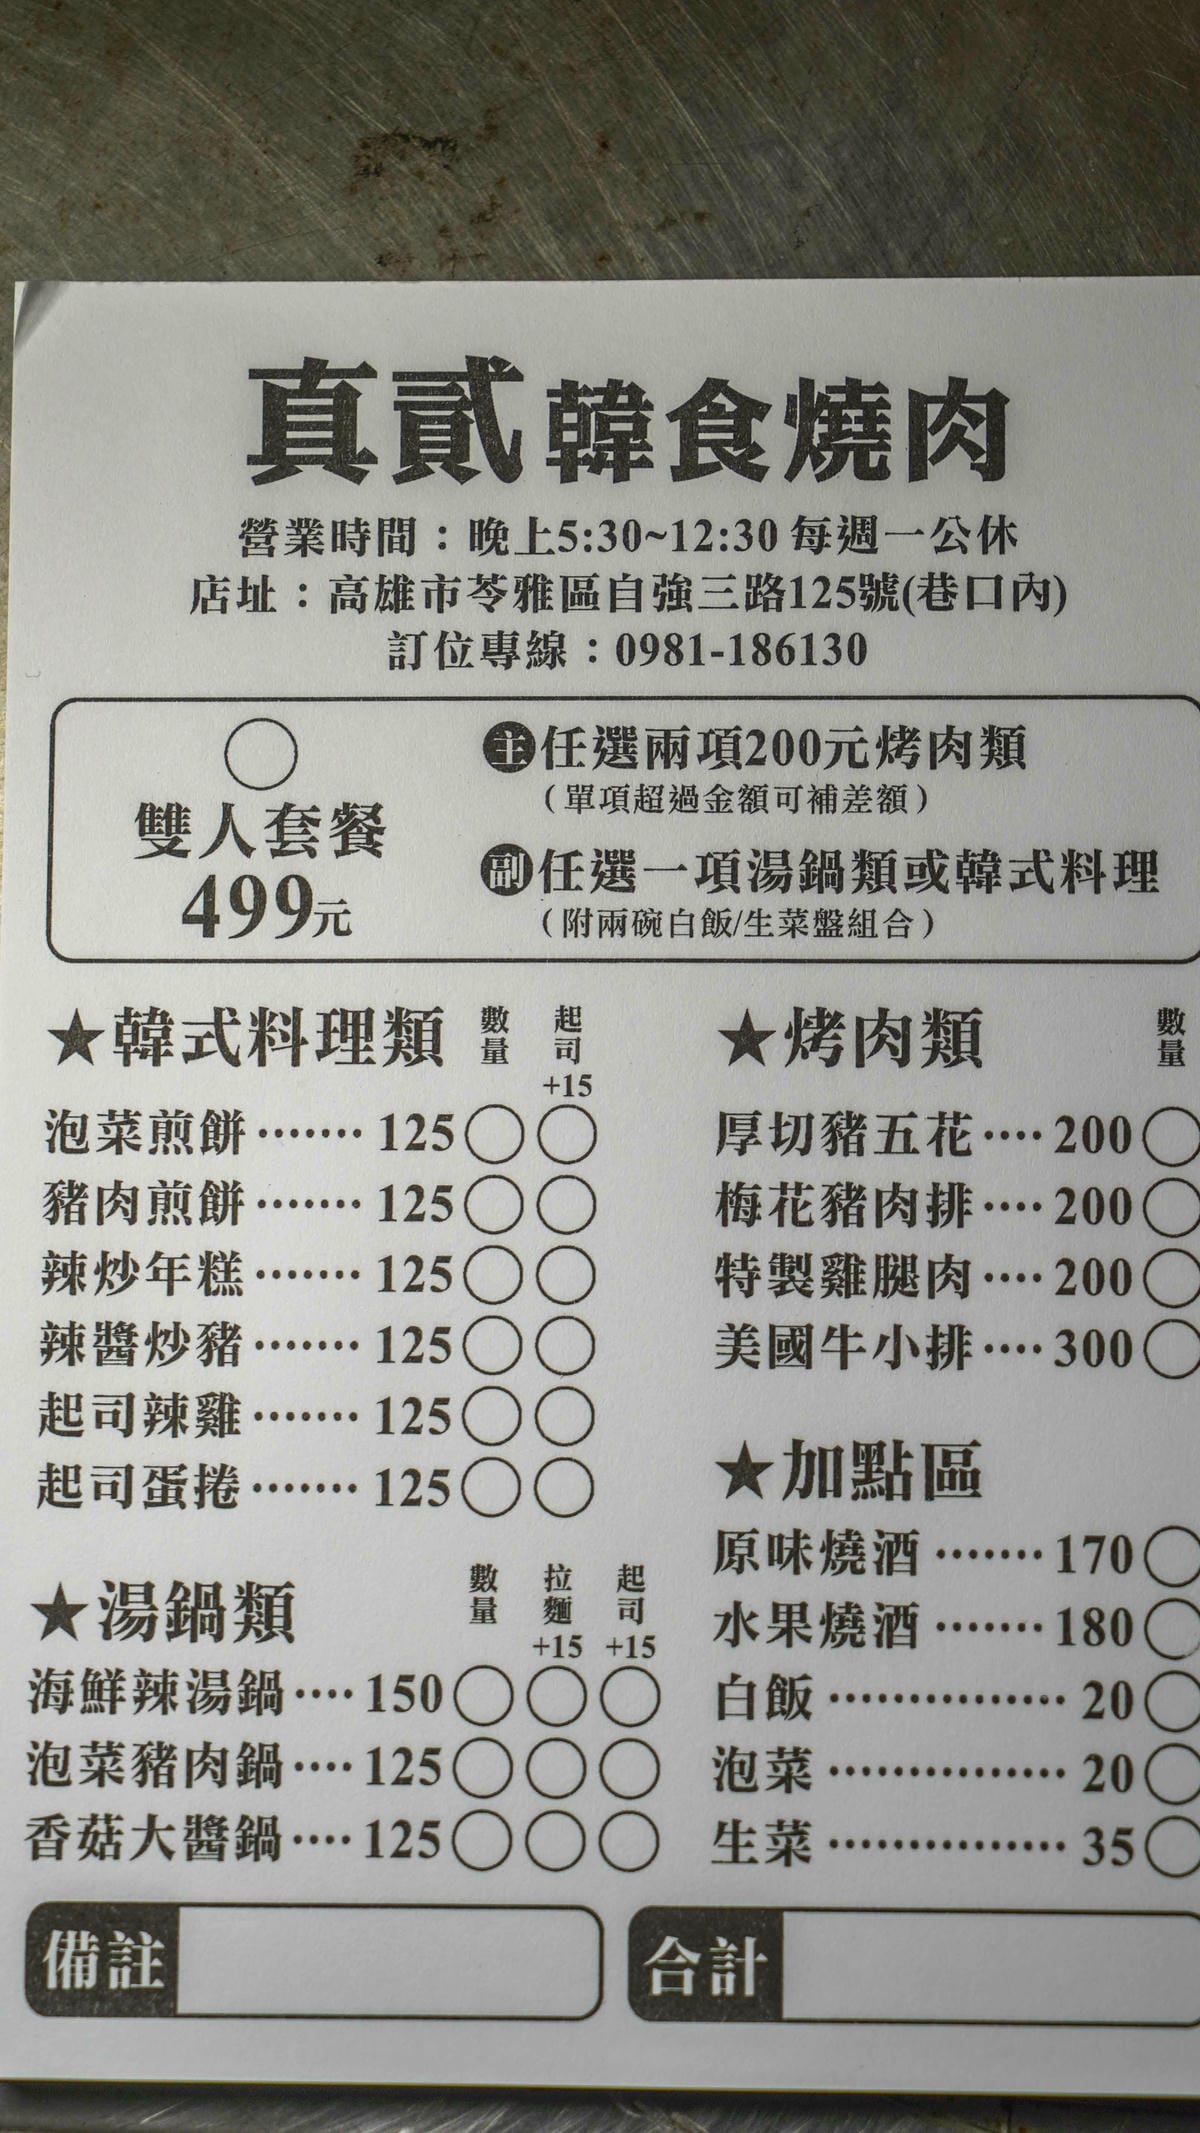 真貳 韓食燒肉
營業時間：晚上5:30~12:30 每週一公休
店址：高雄市苓雅區自強三路125號(巷口內)
訂位專線：0981-186130
雙人套餐
499元
主任選兩項200元烤肉類
（單項超過金額可補差額）
副任選一項湯鍋類或韓式料理
（附兩碗白飯/生菜盤組合）
★韓式料理類 數量 起司+15
泡菜煎餅······· 125
豬肉煎餅······· 125
辣炒年糕······· 125
辣醬炒豬······· 125
起司辣雞······· 125
起司蛋捲······· 125
★湯鍋類 數量 拉麵+15 起司+15
海鮮辣湯鍋···· 150
泡菜豬肉鍋···· 125
香菇大醬鍋···· 125
★烤肉類 數量
厚切豬五花···· 200
梅花豬肉排···· 200
特製雞腿肉···· 200
美國牛小排···· 300
★加點區
原味燒酒······· 170
水果燒酒······· 180
白飯··············· 20
泡菜··············· 20
生菜··············· 35
備註
合計